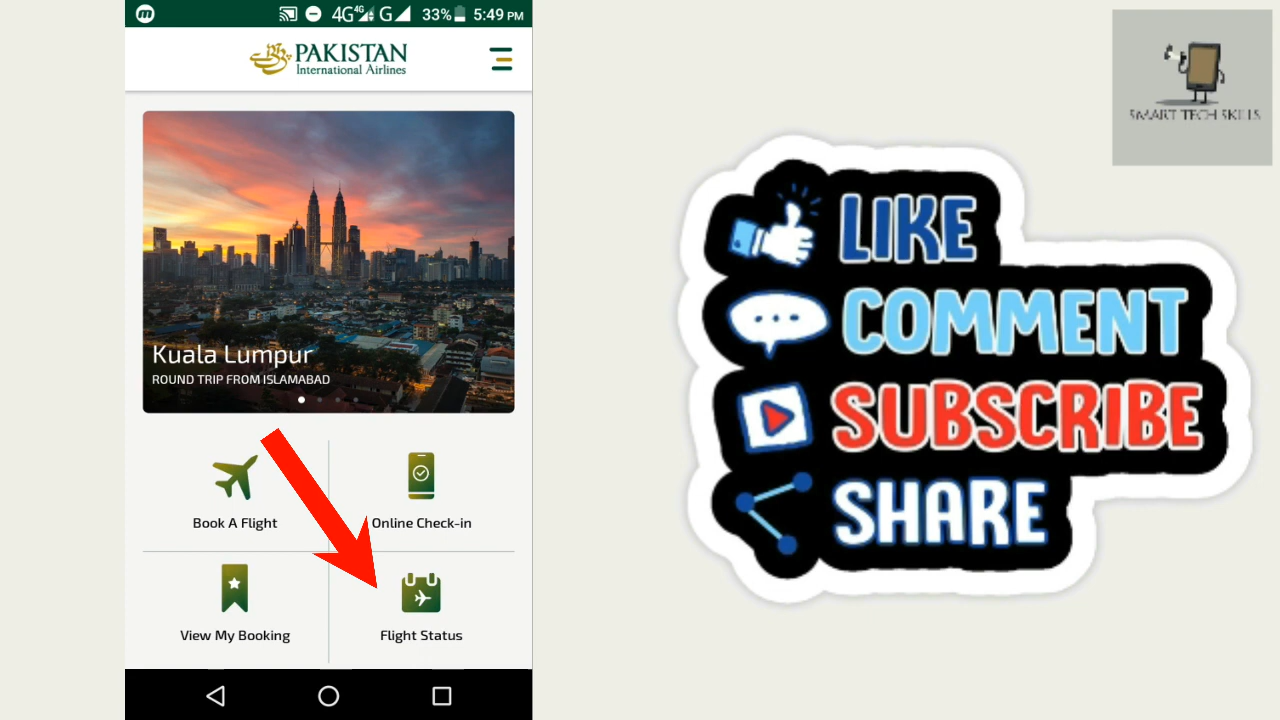 4G 4G G 33% 5:49 PM
PAKISTAN
International Airlines
Kuala Lumpur
ROUND TRIP FROM ISLAMABAD
Book A Flight
Online Check-in
View My Booking
Flight Status
SMART TECH SKILLS
LIKE
COMMENT
SUBSCRIBE
SHARE